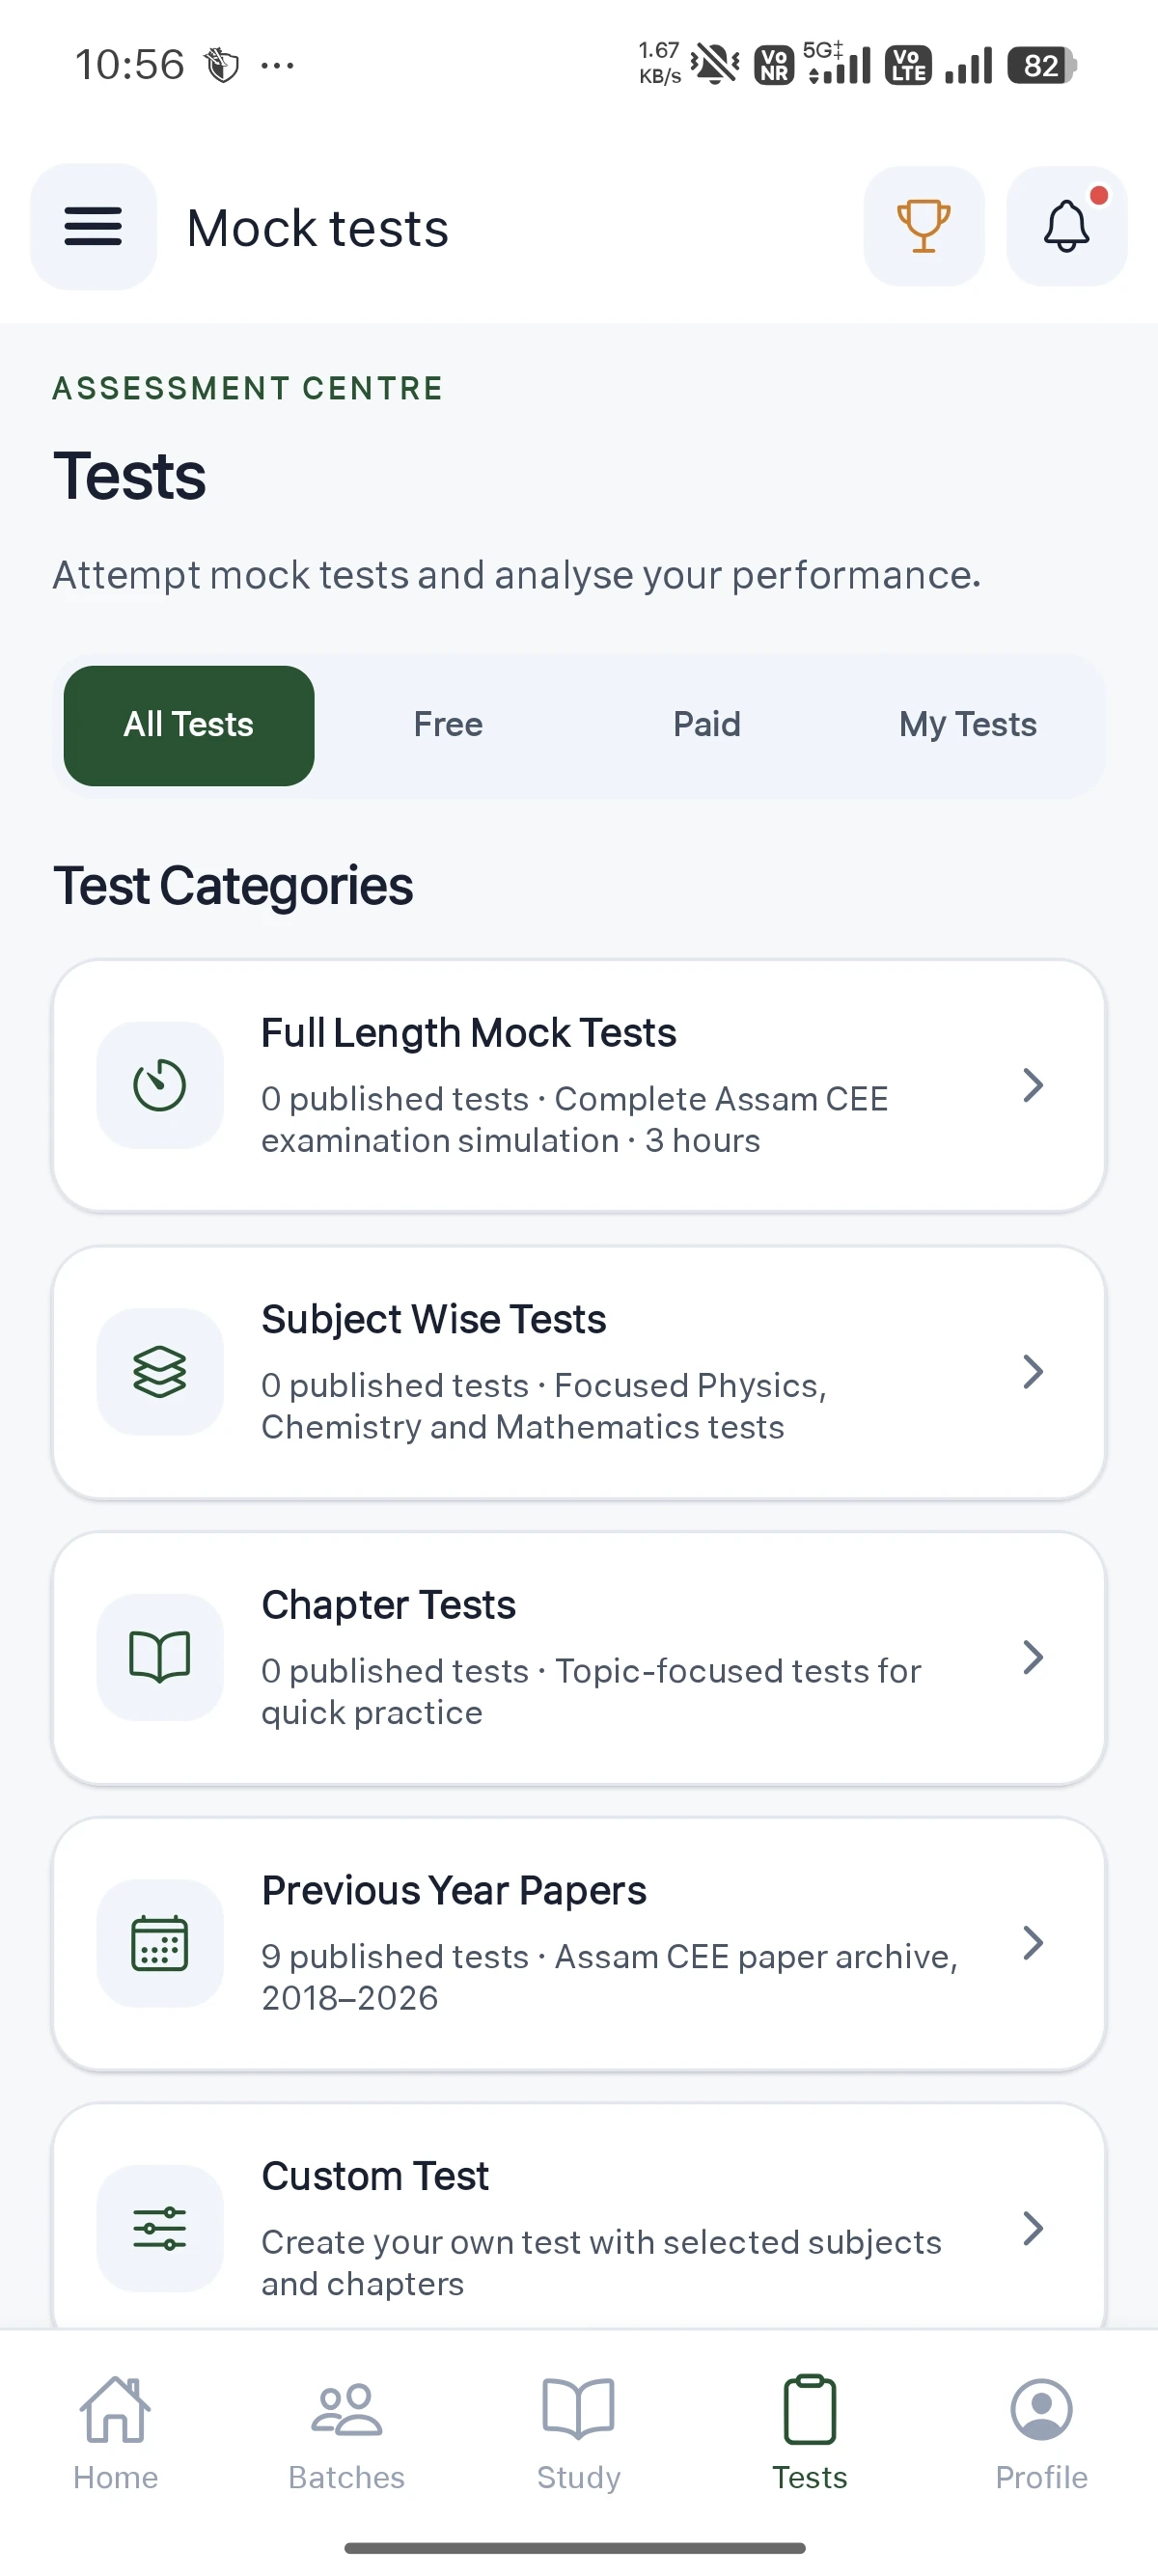 10:56
1.67
KB/s
Vo
NR
5G
Vo
LTE
82
Mock tests
ASSESSMENT CENTRE
Tests
Attempt mock tests and analyse your performance.
All Tests
Free
Paid
My Tests
Test Categories
Full Length Mock Tests
0 published tests · Complete Assam CEE
examination simulation · 3 hours
Subject Wise Tests
0 published tests · Focused Physics,
Chemistry and Mathematics tests
Chapter Tests
0 published tests · Topic-focused tests for
quick practice
Previous Year Papers
9 published tests · Assam CEE paper archive,
2018–2026
Custom Test
Create your own test with selected subjects
and chapters
Home
Batches
Study
Tests
Profile